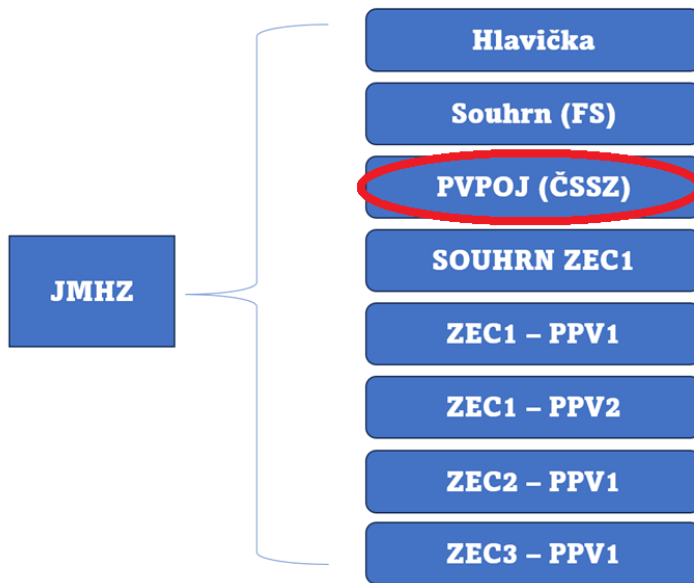 JMHZ
Hlavička
Souhrn (FS)
PVPOJ (ČSSZ)
SOUHRN ZEC1
ZEC1 – PPV1
ZEC1 – PPV2
ZEC2 – PPV1
ZEC3 – PPV1